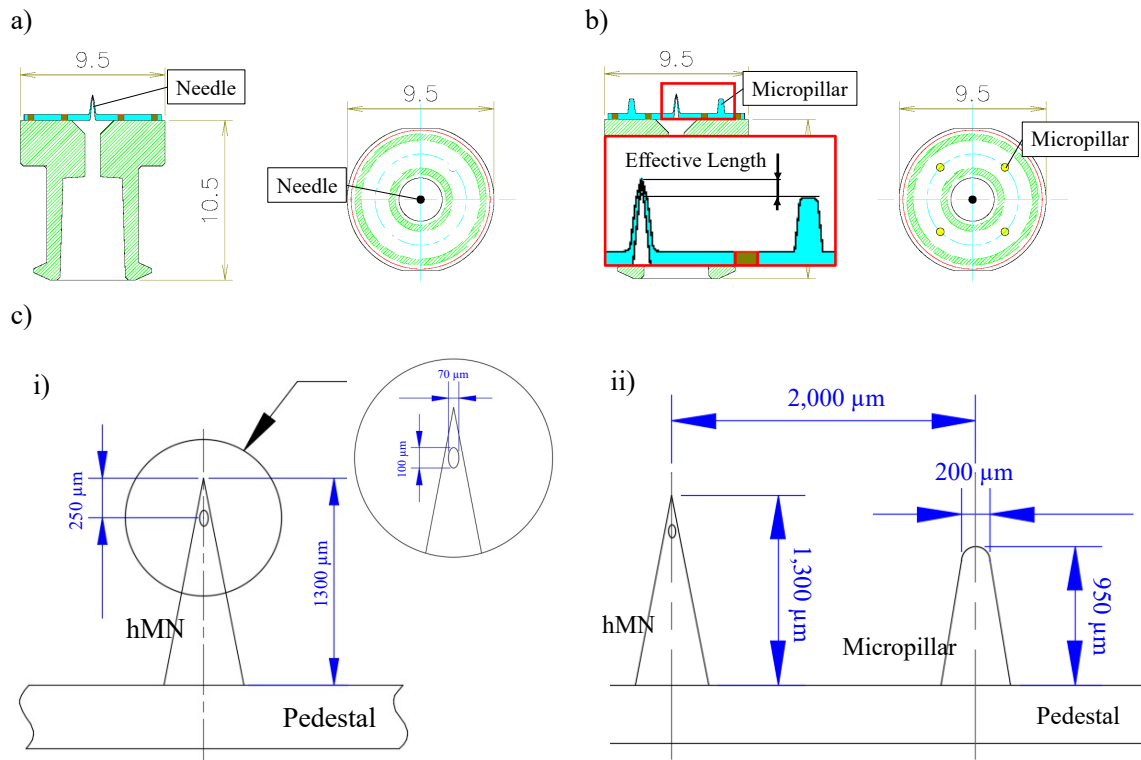 a)
9.5
Needle
10.5
9.5
Needle
b)
9.5
Micropillar
Effective Length
9.5
Micropillar
c)
i)
250 µm
1300 µm
hMN
Pedestal
70 µm
100 µm
ii)
2,000 µm
200 µm
1,300 µm
950 µm
hMN
Micropillar
Pedestal